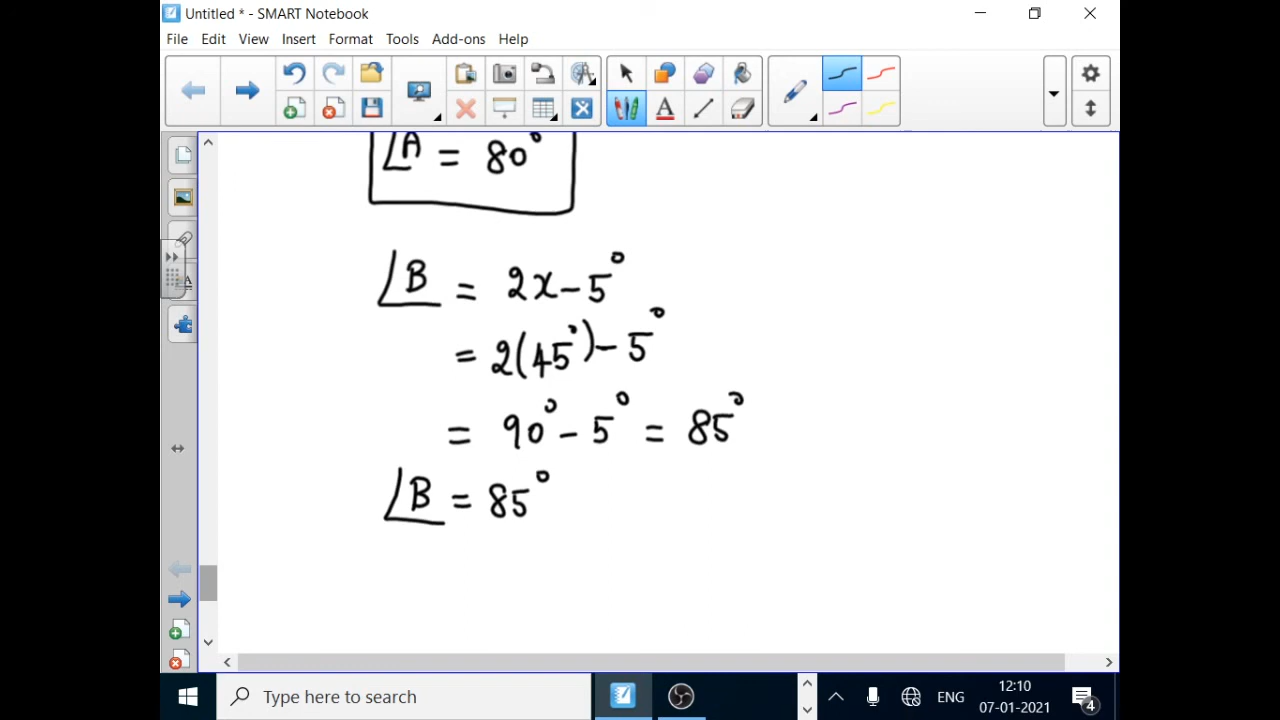 Untitled * - SMART Notebook
File Edit View Insert Format Tools Add-ons Help
∠A = 80°
∠B = 2x - 5°
= 2(45°) - 5°
= 90° - 5° = 85°
∠B = 85°
Type here to search
ENG
12:10
07-01-2021
4